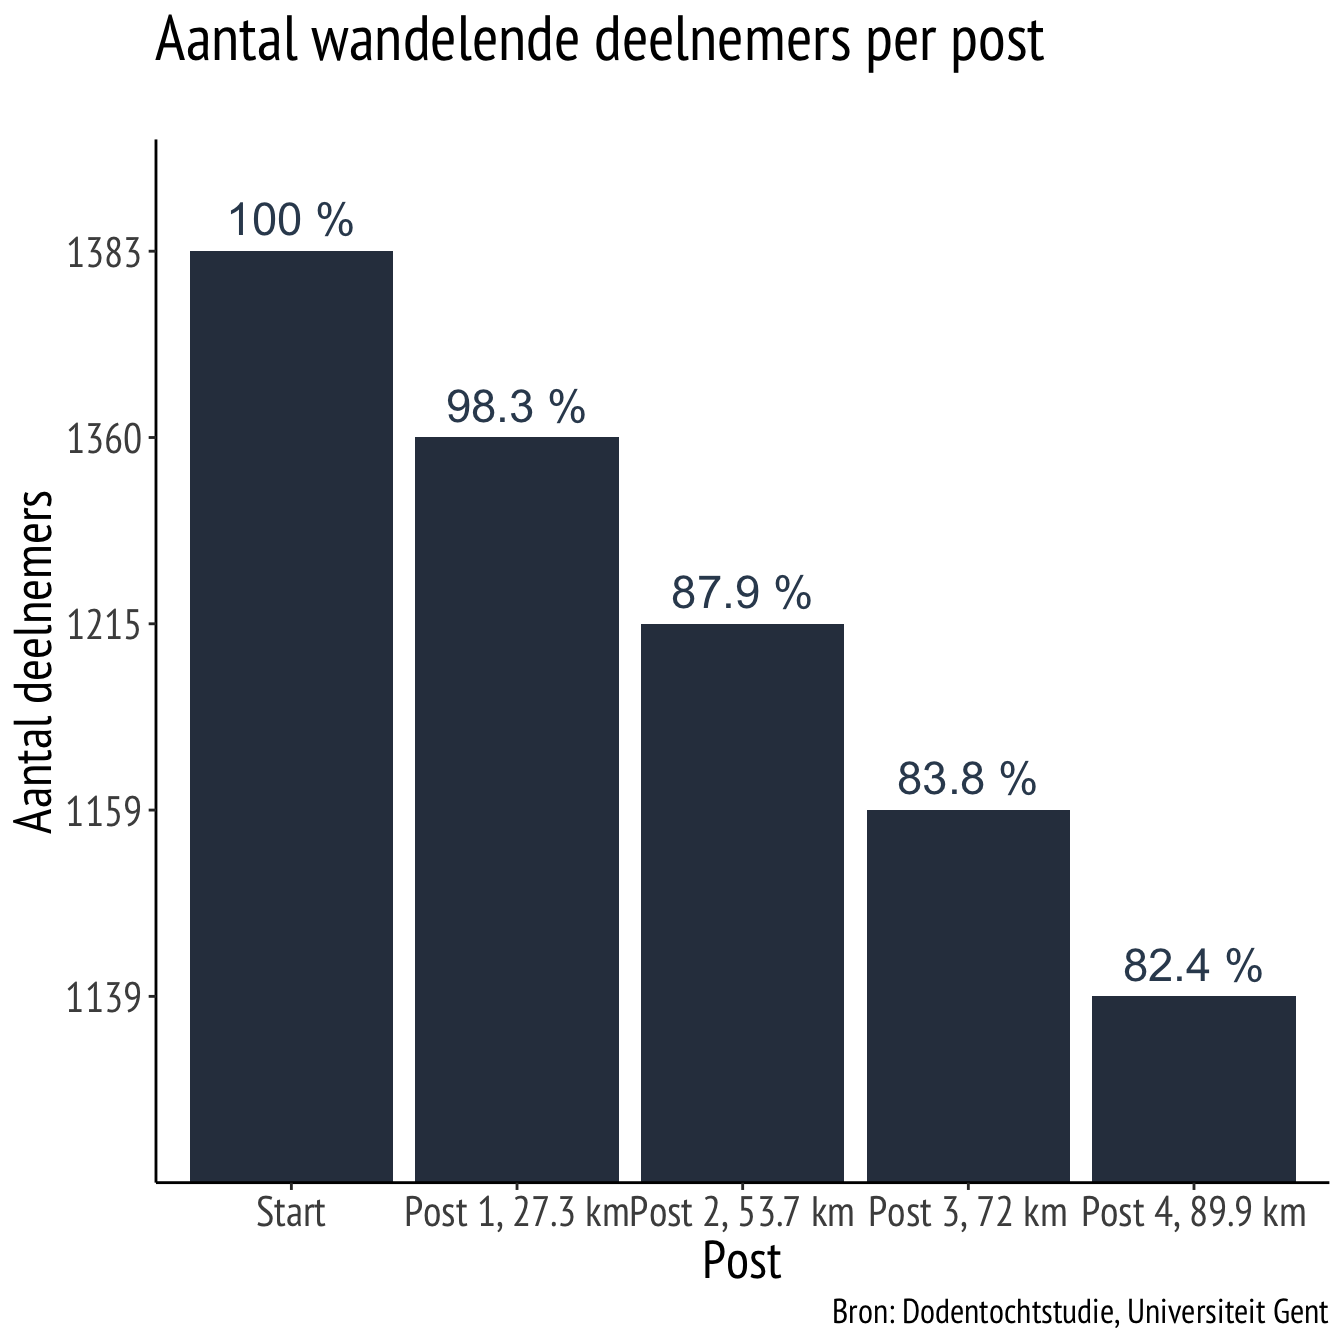 Aantal wandelende deelnemers per post
Aantal deelnemers
1383
1360
1215
1159
1139
100 %
98.3 %
87.9 %
83.8 %
82.4 %
Start
Post 1, 27.3 km
Post 2, 53.7 km
Post 3, 72 km
Post 4, 89.9 km
Post
Bron: Dodentochtstudie, Universiteit Gent